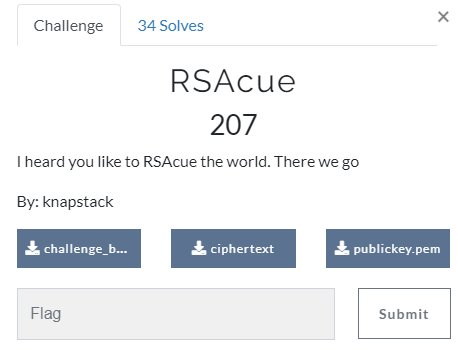 Challenge
34 Solves
×
RSAcue
207
I heard you like to RSAcue the world. There we go
By: knapstack
challenge_b...
ciphertext
publickey.pem
Flag
Submit